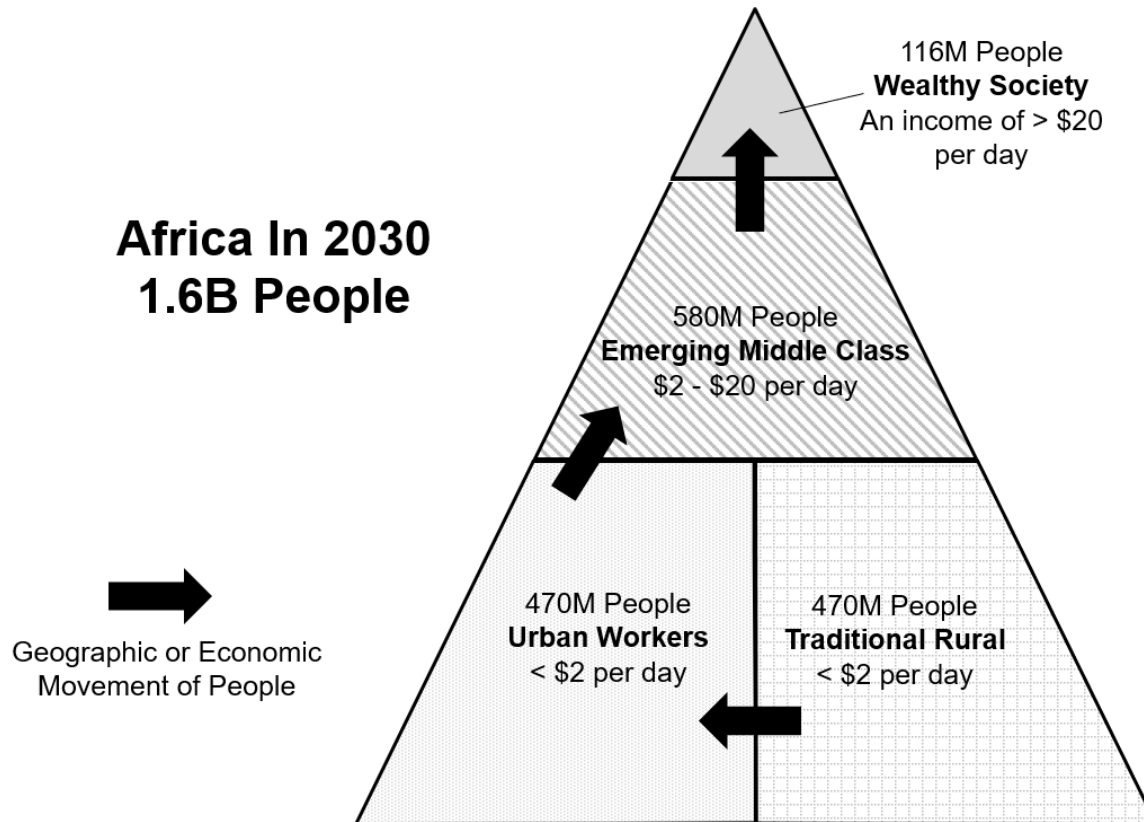 116M People
Wealthy Society
An income of > $20
per day
Africa In 2030
1.6B People
580M People
Emerging Middle Class
$2 - $20 per day
470M People
Urban Workers
< $2 per day
470M People
Traditional Rural
< $2 per day
Geographic or Economic
Movement of People